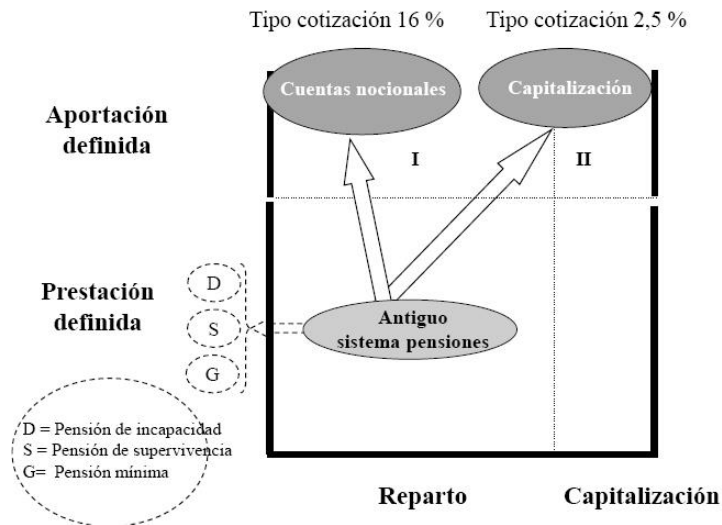 Tipo cotización 16 %
Tipo cotización 2,5 %
Cuentas nocionales
Capitalización
Aportación
definida
I
II
Prestación
definida
D
S
G
Antiguo
sistema pensiones
D = Pensión de incapacidad
S = Pensión de supervivencia
G= Pensión mínima
Reparto
Capitalización